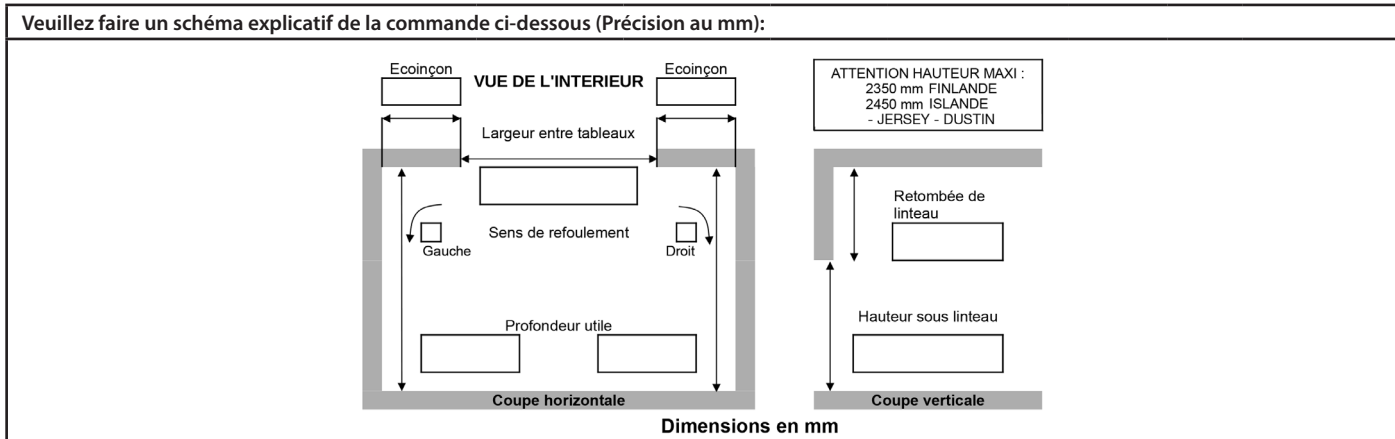 Veuillez faire un schéma explicatif de la commande ci-dessous (Précision au mm):
Ecoinçon
VUE DE L'INTERIEUR
Ecoinçon
Largeur entre tableaux
Sens de refoulement
Gauche
Droit
Profondeur utile
Coupe horizontale
ATTENTION HAUTEUR MAXI :
2350 mm FINLANDE
2450 mm ISLANDE
- JERSEY - DUSTIN
Retombée de
linteau
Hauteur sous linteau
Coupe verticale
Dimensions en mm